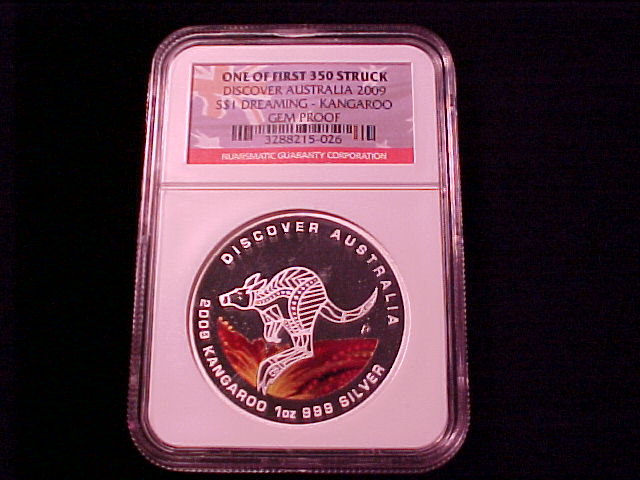 ONE OF FIRST 350 STRUCK
DISCOVER AUSTRALIA 2009
S$1 DREAMING - KANGAROO
GEM PROOF
3288215-026
NUMISMATIC GUARANTY CORPORATION
DISCOVER AUSTRALIA
2009 KANGAROO 1oz 999 SILVER